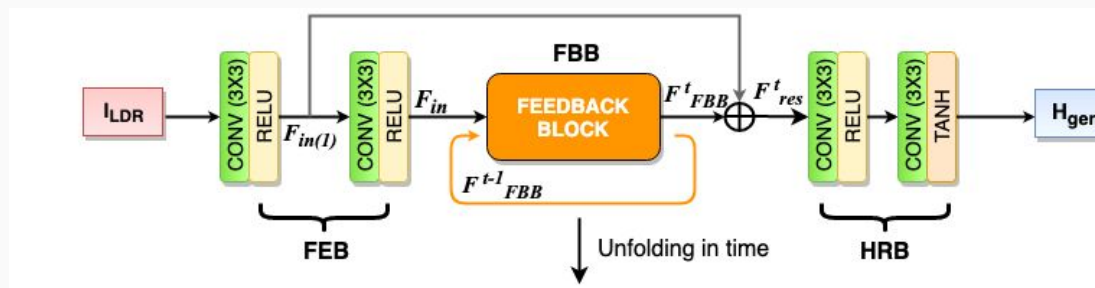 FBB
I_LDR
CONV (3X3)
RELU
F_in(1)
CONV (3X3)
RELU
F_in
FEEDBACK
BLOCK
F^t_FBB
F^t_res
CONV (3X3)
RELU
CONV (3X3)
TANH
H_gen
F^t-1_FBB
FEB
Unfolding in time
HRB